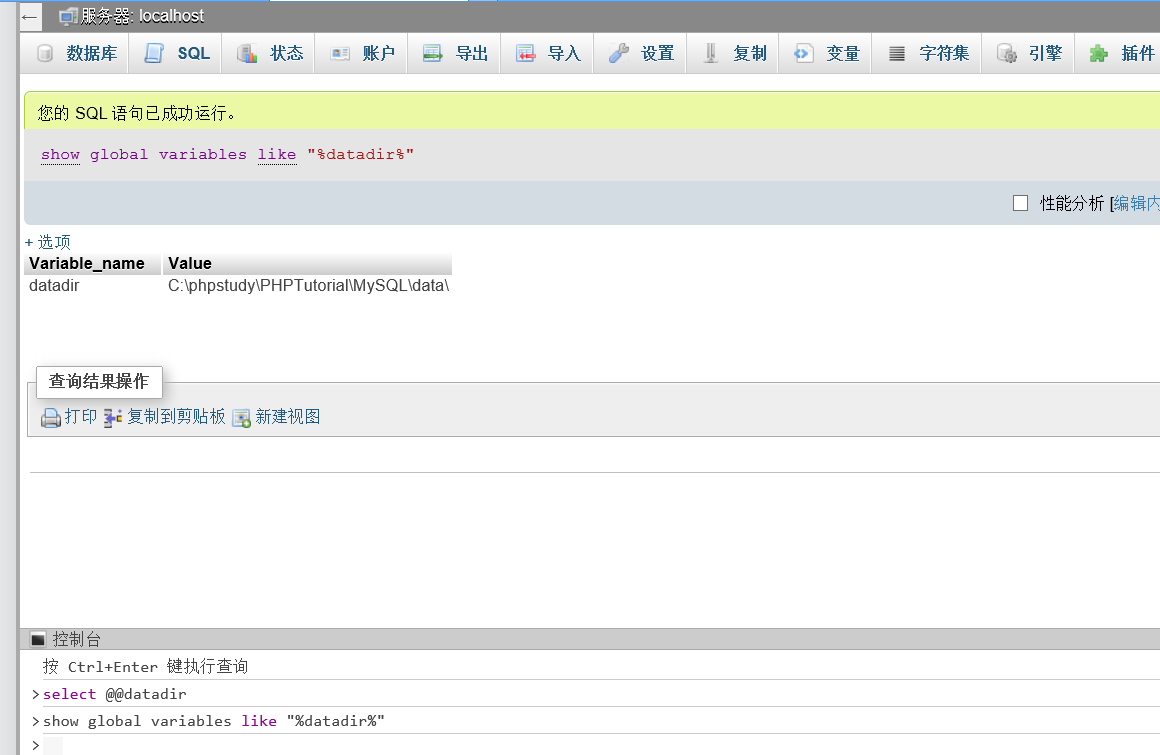 ← 服务器: localhost
数据库 SQL 状态 账户 导出 导入 设置 复制 变量 字符集 引擎 插件
您的 SQL 语句已成功运行。
show global variables like "%datadir%"
性能分析 [编辑内
+ 选项
Variable_name Value
datadir C:\phpstudy\PHPTutorial\MySQL\data\
查询结果操作
打印 复制到剪贴板 新建视图
控制台
按 Ctrl+Enter 键执行查询
>select @@datadir
>show global variables like "%datadir%"
>